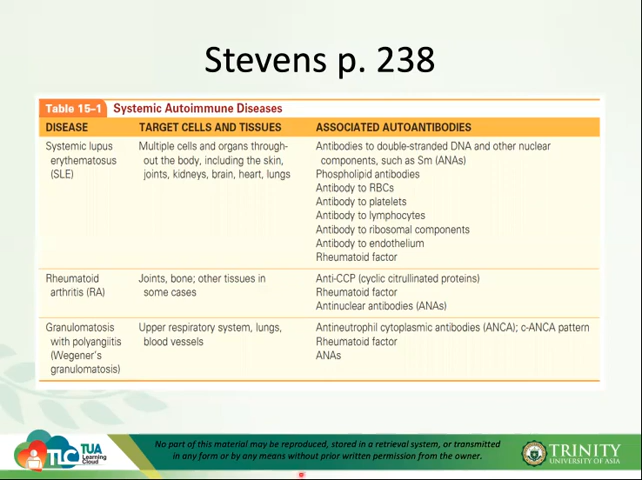 Stevens p. 238
Table 15–1 Systemic Autoimmune Diseases
DISEASE TARGET CELLS AND TISSUES ASSOCIATED AUTOANTIBODIES
Systemic lupus Multiple cells and organs through- Antibodies to double-stranded DNA and other nuclear
erythematosus out the body, including the skin, components, such as Sm (ANAs)
(SLE) joints, kidneys, brain, heart, lungs Phospholipid antibodies
Antibody to RBCs
Antibody to platelets
Antibody to lymphocytes
Antibody to ribosomal components
Antibody to endothelium
Rheumatoid factor
Rheumatoid Joints, bone; other tissues in Anti-CCP (cyclic citrullinated proteins)
arthritis (RA) some cases Rheumatoid factor
Antinuclear antibodies (ANAs)
Granulomatosis Upper respiratory system, lungs, Antineutrophil cytoplasmic antibodies (ANCA); c-ANCA pattern
with polyangiitis blood vessels Rheumatoid factor
(Wegener's ANAs
granulomatosis)
TLC TUA
Learning
Cloud
No part of this material may be reproduced, stored in a retrieval system, or transmitted
in any form or by any means without prior written permission from the owner.
TRINITY
UNIVERSITY OF ASIA